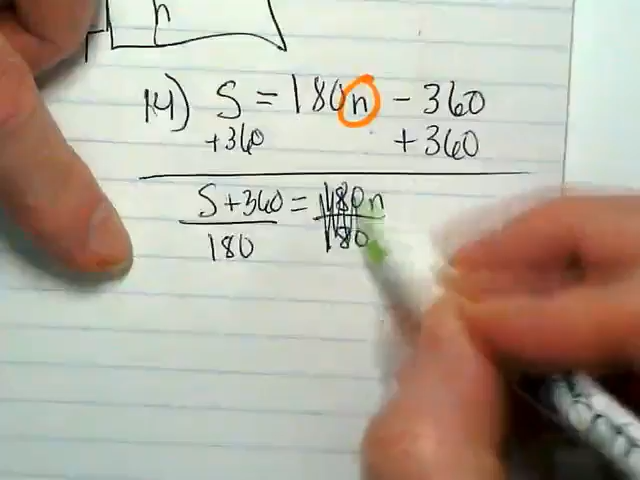 n
14) S = 180n - 360
+360 +360
S + 360 = 180n
180 180